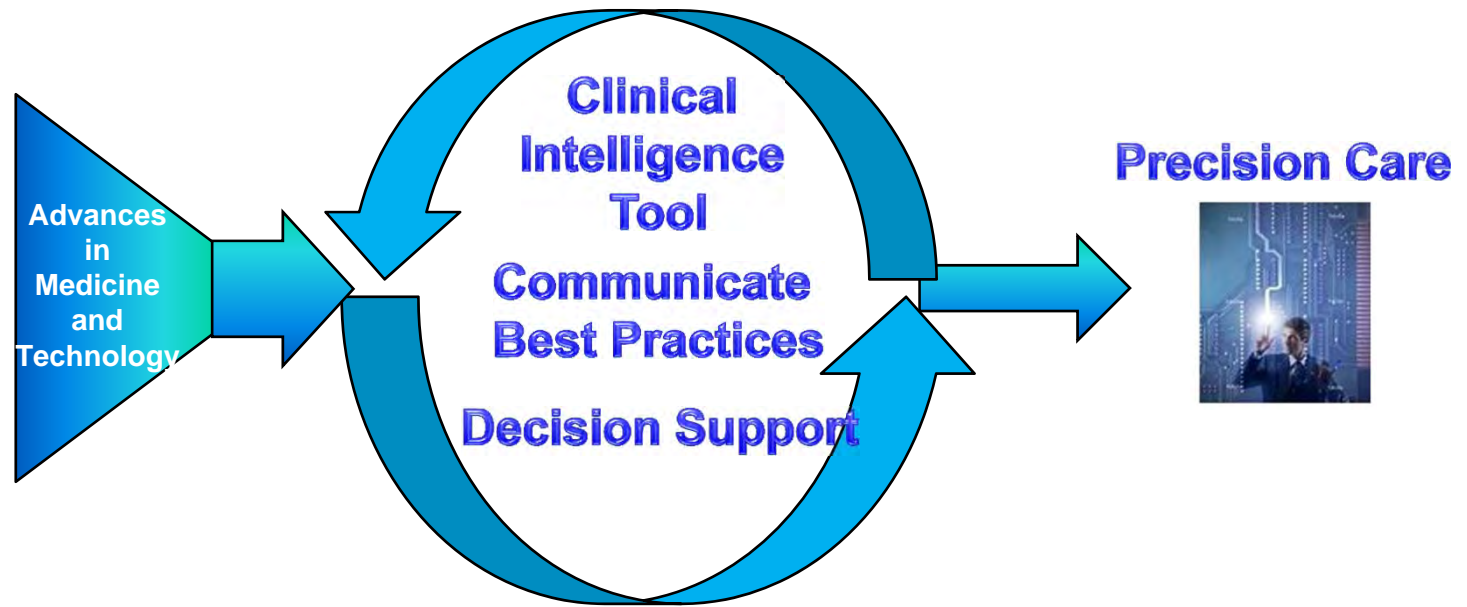 Advances
in
Medicine
and
Technology
Clinical
Intelligence
Tool
Communicate
Best Practices
Decision Support
Precision Care